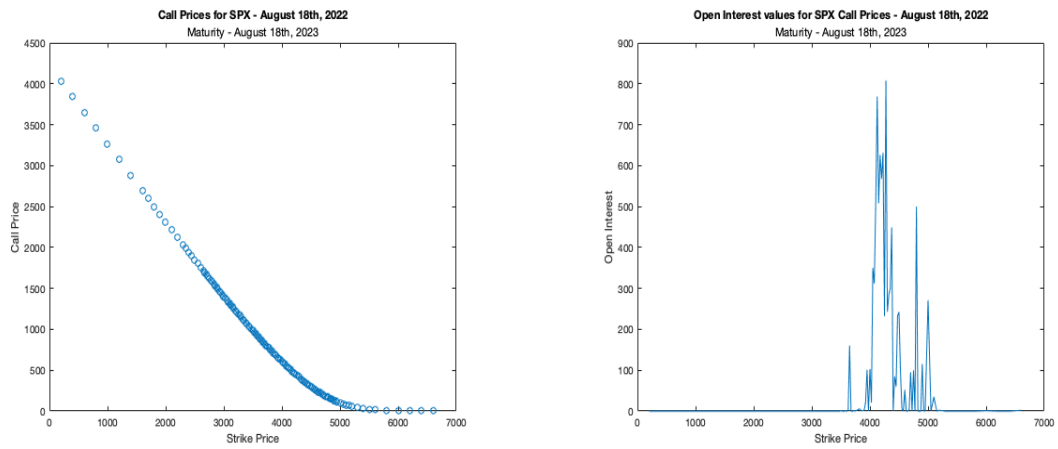 Call Prices for SPX - August 18th, 2022
Maturity - August 18th, 2023
4500
4000
3500
3000
2500
2000
1500
1000
500
0
Call Price
0 1000 2000 3000 4000 5000 6000 7000
Strike Price
Open Interest values for SPX Call Prices - August 18th, 2022
Maturity - August 18th, 2023
900
800
700
600
500
400
300
200
100
0
Open Interest
0 1000 2000 3000 4000 5000 6000 7000
Strike Price